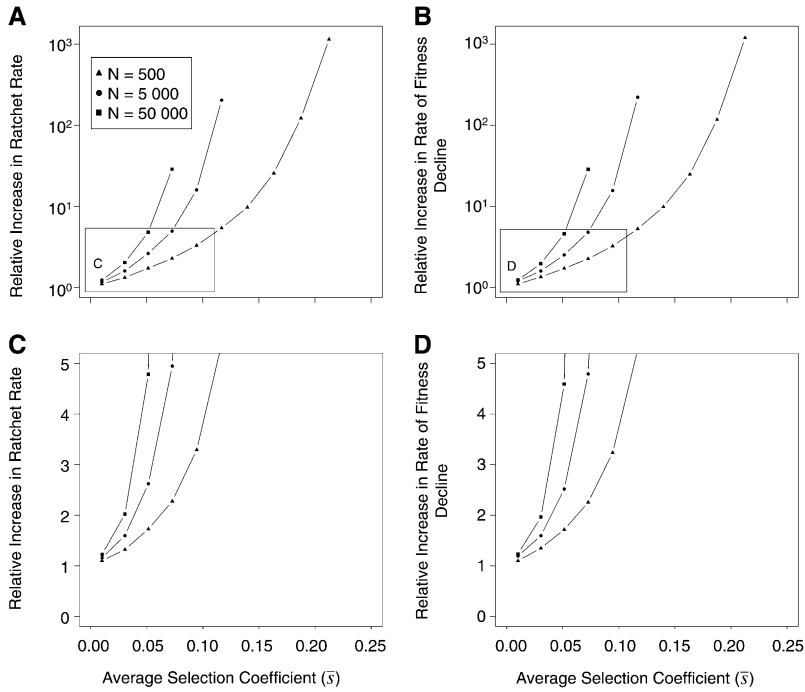 A
Relative Increase in Ratchet Rate
10³
10²
10¹
10⁰
N = 500
N = 5 000
N = 50 000
C
B
Relative Increase in Rate of Fitness
Decline
10³
10²
10¹
10⁰
D
C
Relative Increase in Ratchet Rate
5
4
3
2
1
0
0.00 0.05 0.10 0.15 0.20 0.25
Average Selection Coefficient (s̅)
D
Relative Increase in Rate of Fitness
Decline
5
4
3
2
1
0
0.00 0.05 0.10 0.15 0.20 0.25
Average Selection Coefficient (s̅)